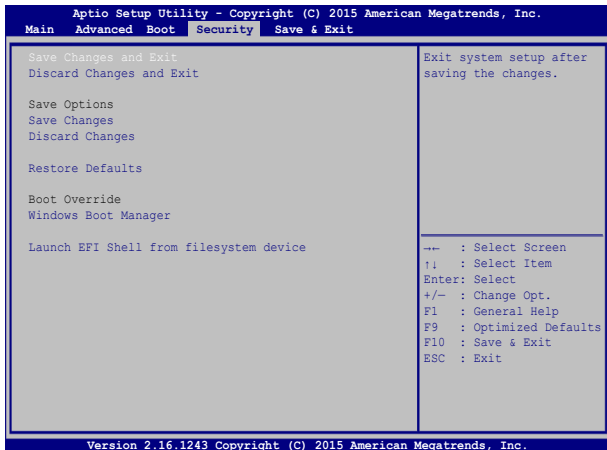 Aptio Setup Utility - Copyright (C) 2015 American Megatrends, Inc.
Main Advanced Boot Security Save & Exit
Save Changes and Exit
Discard Changes and Exit
Save Options
Save Changes
Discard Changes
Restore Defaults
Boot Override
Windows Boot Manager
Launch EFI Shell from filesystem device
Exit system setup after
saving the changes.
→← : Select Screen
↑↓ : Select Item
Enter: Select
+/— : Change Opt.
F1 : General Help
F9 : Optimized Defaults
F10 : Save & Exit
ESC : Exit
Version 2.16.1243 Copyright (C) 2015 American Megatrends, Inc.